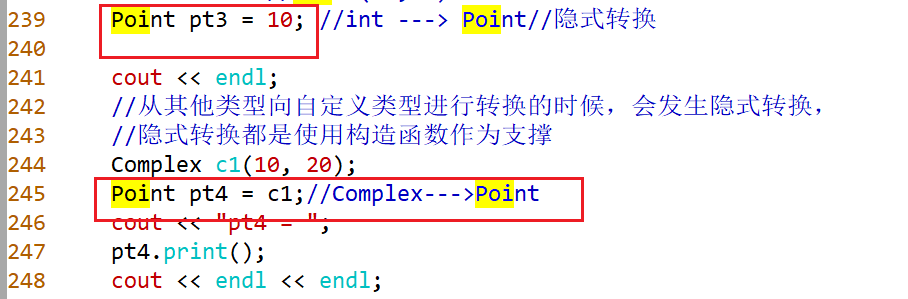 239 Point pt3 = 10; //int ---> Point//隐式转换
240
241 cout << endl;
242 //从其他类型向自定义类型进行转换的时候，会发生隐式转换，
243 //隐式转换都是使用构造函数作为支撑
244 Complex c1(10, 20);
245 Point pt4 = c1;//Complex--->Point
246 cout << "pt4 = ";
247 pt4.print();
248 cout << endl << endl;